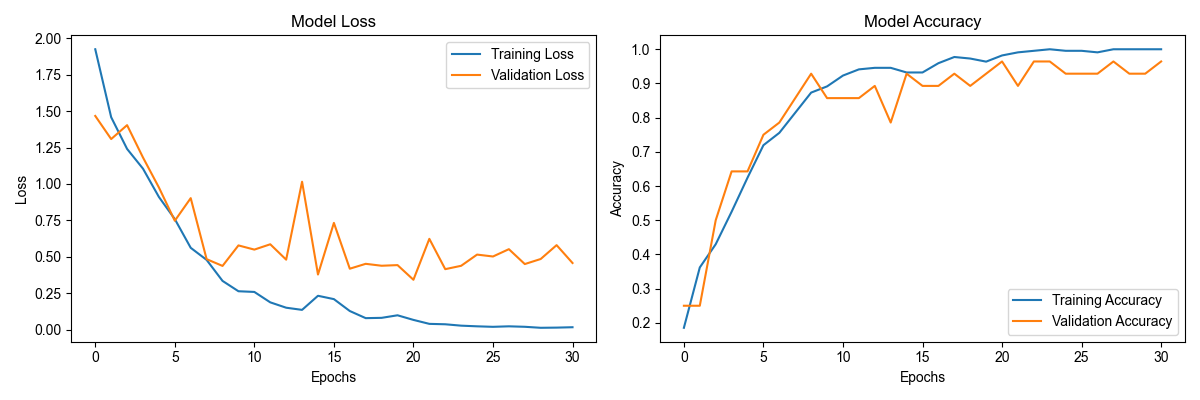 Model Loss
Training Loss
Validation Loss
Loss
2.00
1.75
1.50
1.25
1.00
0.75
0.50
0.25
0.00
0 5 10 15 20 25 30
Epochs
Model Accuracy
Accuracy
1.0
0.9
0.8
0.7
0.6
0.5
0.4
0.3
0.2
Training Accuracy
Validation Accuracy
0 5 10 15 20 25 30
Epochs